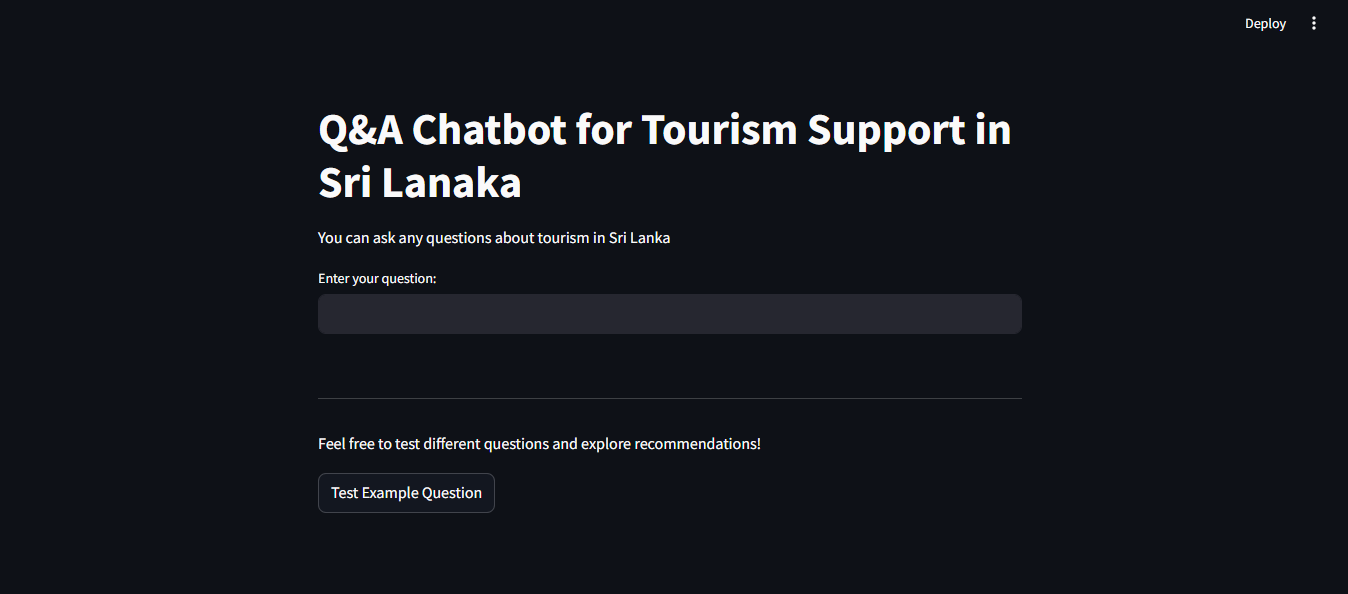 Deploy
Q&A Chatbot for Tourism Support in
Sri Lanaka
You can ask any questions about tourism in Sri Lanka
Enter your question:
Feel free to test different questions and explore recommendations!
Test Example Question